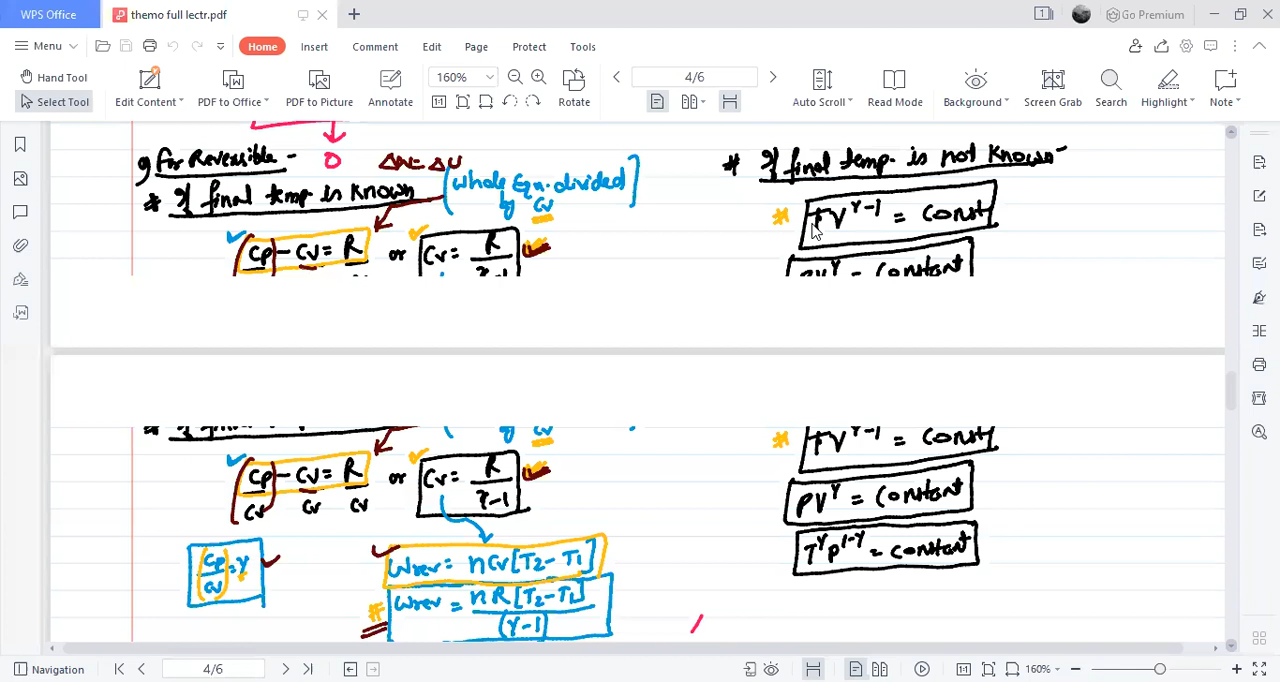 WPS Office
themo full lectr.pdf
Go Premium
Menu
Home
Insert
Comment
Edit
Page
Protect
Tools
Hand Tool
Select Tool
Edit Content
PDF to Office
PDF to Picture
Annotate
160%
Rotate
4/6
Auto Scroll
Read Mode
Background
Screen Grab
Search
Highlight
Note
0
g) For Reversible -
ΔW = ΔU
* If final temp is known
(Whole Eqn. divided
by Cv
Cp - Cv = R or Cv = R
# If final temp. is not known -
* TV^γ-1 = Const
PV^γ = Constant
by Cv
Cp - Cv = R or Cv = R/γ-1
Cv Cv Cv
(Cp/Cv) = γ
Wrev = nCv[T2-T1]
* Wrev = nR[T2-T1]/(γ-1)
* TV^γ-1 = Const
PV^γ = Constant
T^γ P^1-γ = constant
Navigation
4/6
160%